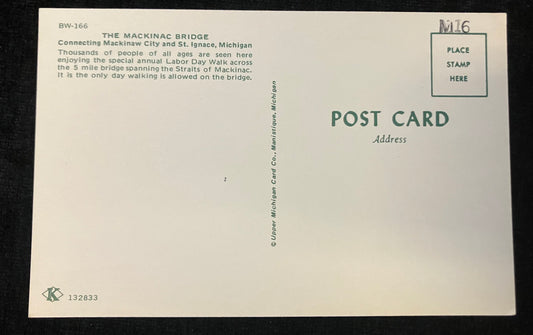 BW-166
THE MACKINAC BRIDGE
Connecting Mackinaw City and St. Ignace, Michigan
Thousands of people of all ages are seen here
enjoying the special annual Labor Day Walk across
the 5 mile bridge spanning the Straits of Mackinac.
It is the only day walking is allowed on the bridge.
© Upper Michigan Card Co., Manistique, Michigan
M16
PLACE
STAMP
HERE
POST CARD
Address
K
132833